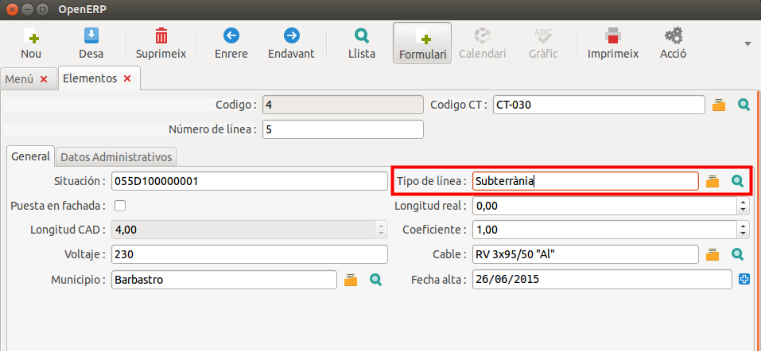 OpenERP
Nou Desa Suprimeix Enrere Endavant Llista Formulari Calendari Gràfic Imprimeix Acció
Menú Elementos
Codigo : 4 Codigo CT : CT-030
Número de línea : 5
General Datos Administrativos
Situación : 055D100000001 Tipo de línea : Subterrània
Puesta en fachada : Longitud real : 0,00
Longitud CAD : 4,00 Coeficiente : 1,00
Voltaje : 230 Cable : RV 3x95/50 "Al"
Municipio : Barbastro Fecha alta : 26/06/2015